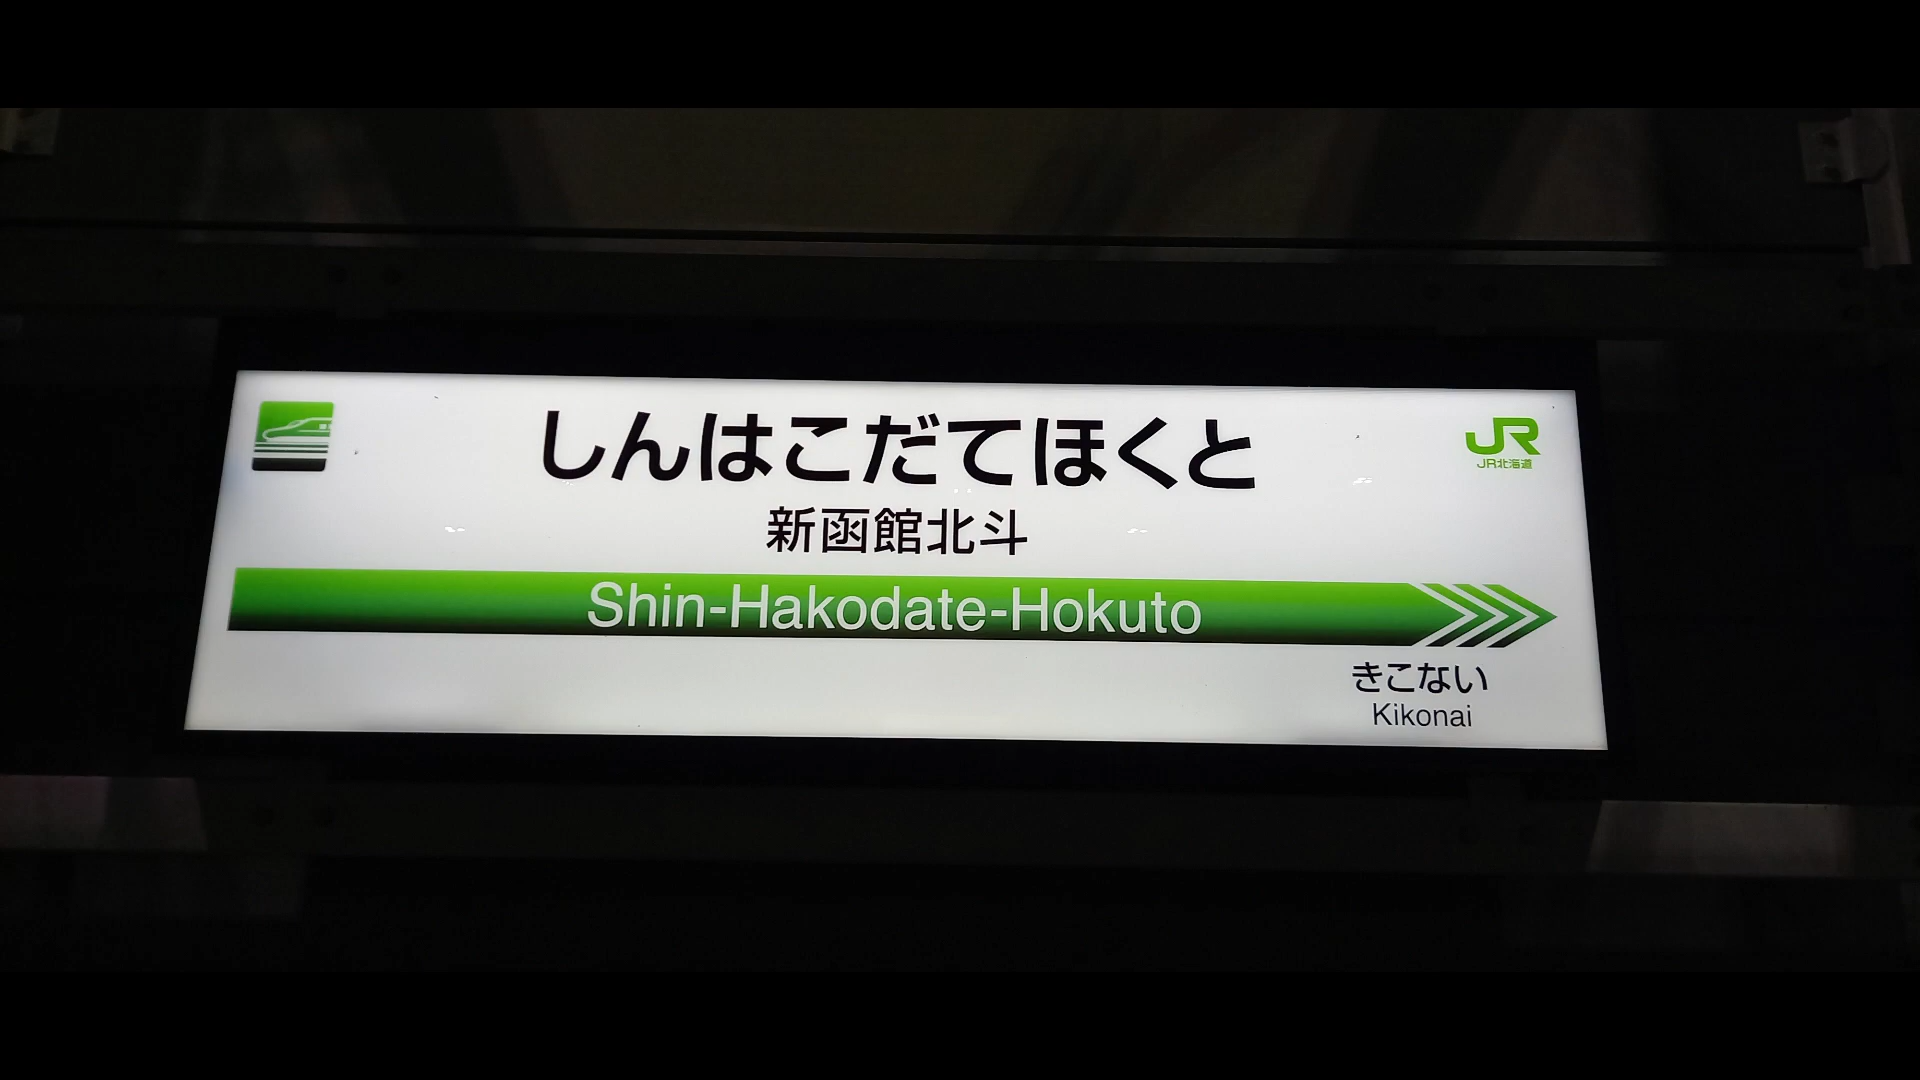 しんはこだてほくと
JR
JR北海道
新函館北斗
Shin-Hakodate-Hokuto
きこない
Kikonai